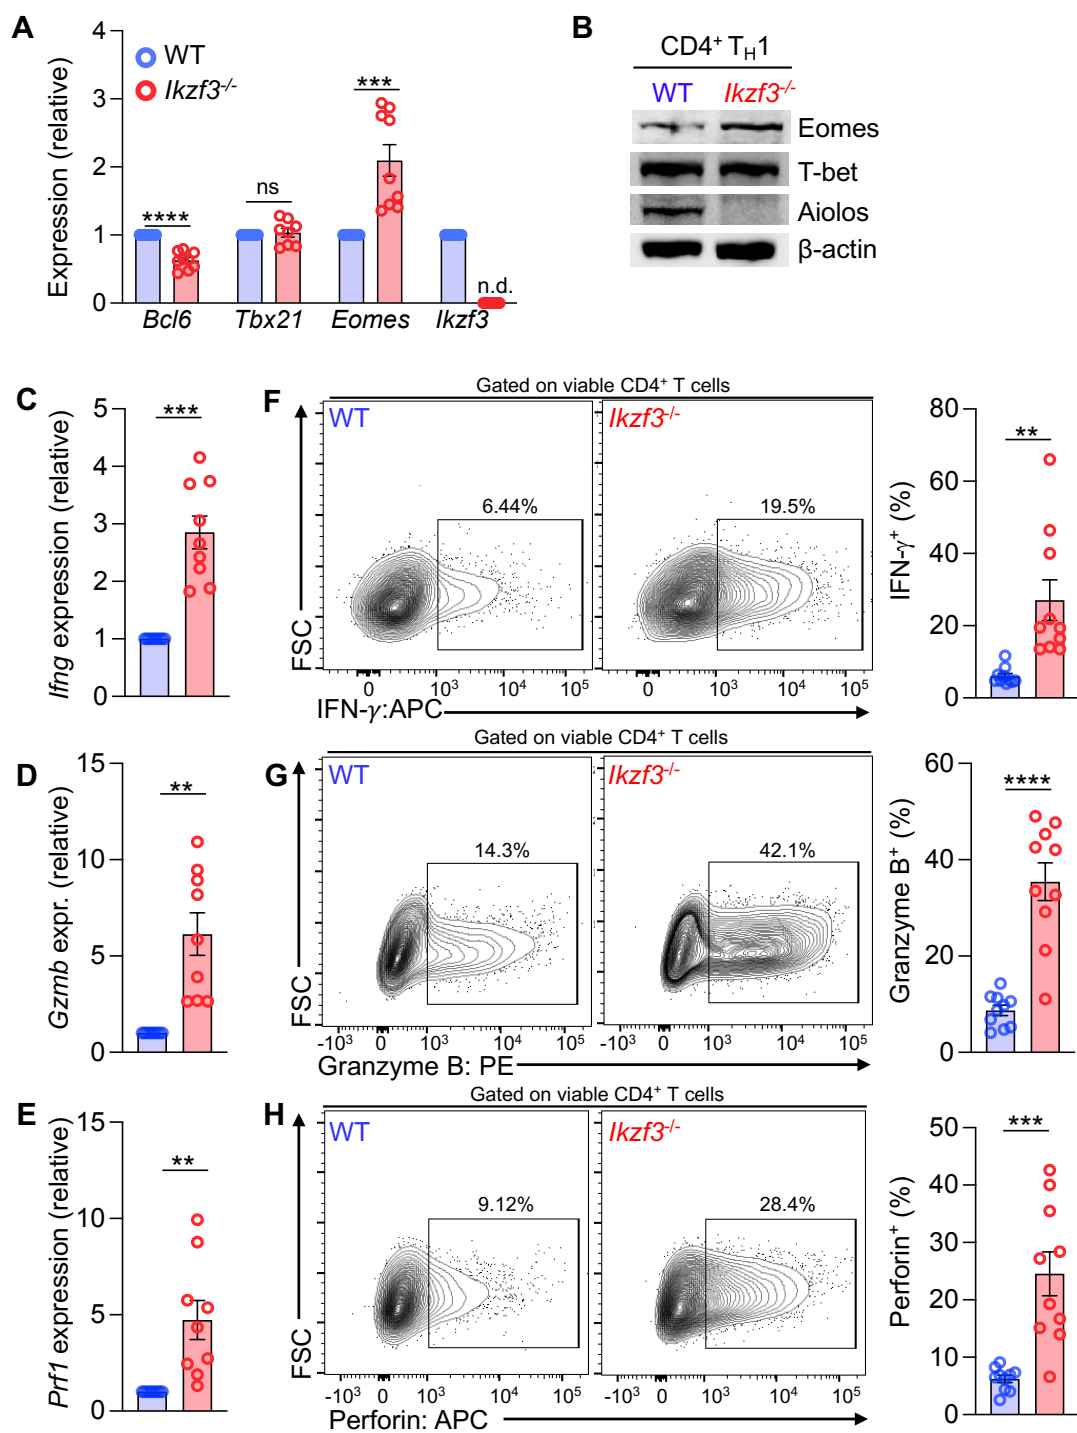 A
Expression (relative)
4
3
2
1
0
WT
Ikzf3-/-
****
ns
***
n.d.
Bcl6 Tbx21 Eomes Ikzf3
B
CD4+ TH1
WT Ikzf3-/-
Eomes
T-bet
Aiolos
β-actin
C
Ifng expression (relative)
5
4
3
2
1
0
***
F
Gated on viable CD4+ T cells
WT
6.44%
Ikzf3-/-
19.5%
FSC
0 10³ 10⁴ 10⁵
0 10³ 10⁴ 10⁵
IFN-γ:APC
IFN-γ+ (%)
80
60
40
20
0
**
D
Gzmb expr. (relative)
15
10
5
0
**
G
Gated on viable CD4+ T cells
WT
14.3%
Ikzf3-/-
42.1%
FSC
-10³ 0 10³ 10⁴ 10⁵
-10³ 0 10³ 10⁴ 10⁵
Granzyme B: PE
Granzyme B+ (%)
60
40
20
0
****
E
Prf1 expression (relative)
15
10
5
0
**
H
Gated on viable CD4+ T cells
WT
9.12%
Ikzf3-/-
28.4%
FSC
-10³ 0 10³ 10⁴ 10⁵
-10³ 0 10³ 10⁴ 10⁵
Perforin: APC
Perforin+ (%)
50
40
30
20
10
0
***